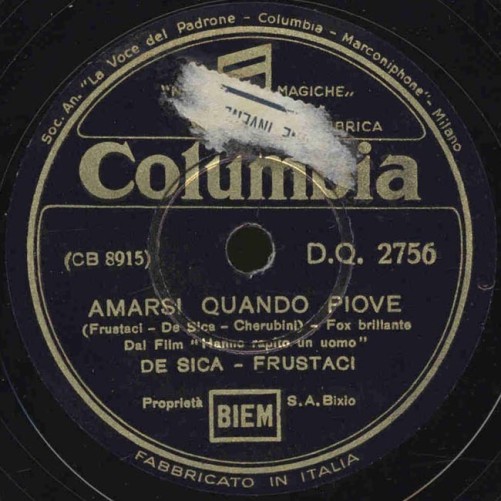 Soc. An. "La Voce del Padrone - Columbia - Marconiphone" - Milano
MAGICHE„
FABRICA
Columbia
(CB 8915)
D.Q. 2756
AMARSI QUANDO PIOVE
(Frustaci - De Sica - Cherubini) - Fox brillante
Dal Film "Hanno rapito un uomo"
DE SICA - FRUSTACI
Proprietà BIEM S.A. Bixio
FABBRICATO IN ITALIA